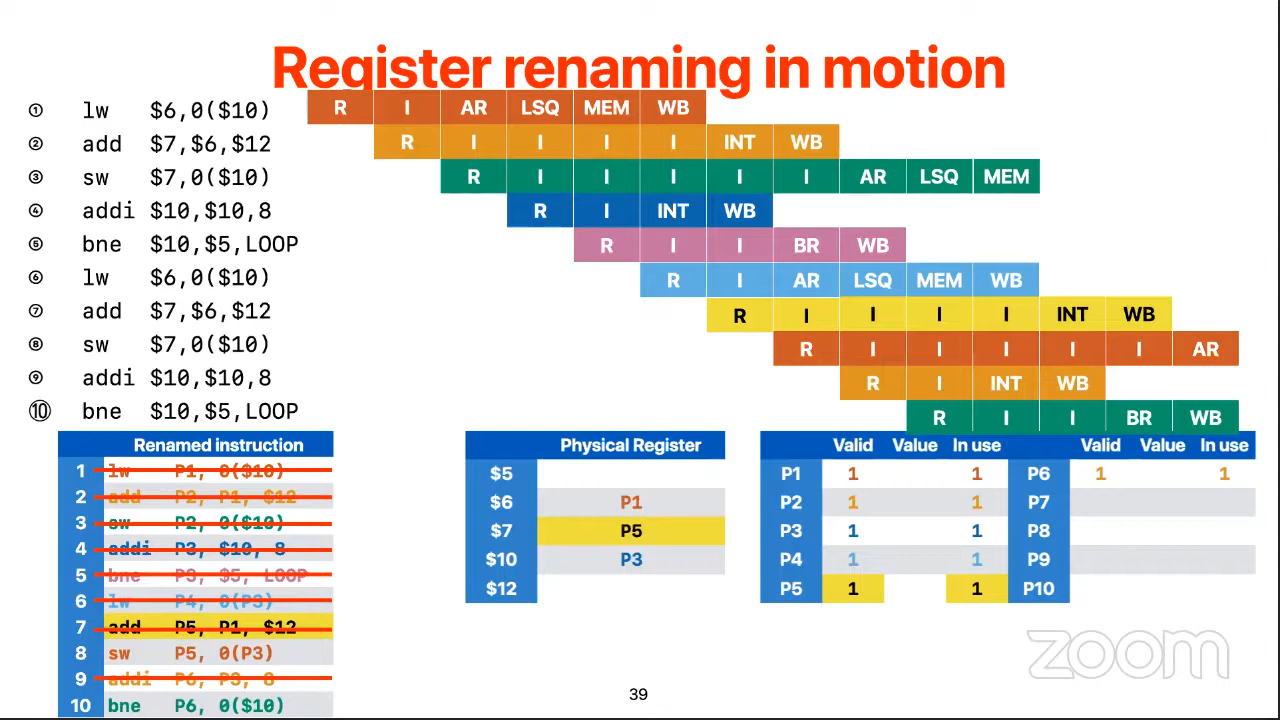 Register renaming in motion
① lw $6,0($10) R I AR LSQ MEM WB
② add $7,$6,$12 R I I I I INT WB
③ sw $7,0($10) R I I I I I AR LSQ MEM
④ addi $10,$10,8 R I INT WB
⑤ bne $10,$5,LOOP R I I BR WB
⑥ lw $6,0($10) R I AR LSQ MEM WB
⑦ add $7,$6,$12 R I I I I INT WB
⑧ sw $7,0($10) R I I I I I AR
⑨ addi $10,$10,8 R I INT WB
⑩ bne $10,$5,LOOP R I I BR WB
Renamed instruction
1 lw P1, 0($10)
2 add P2, P1, $12
3 sw P2, 0($10)
4 addi P3, $10, 8
5 bne P3, $5, LOOP
6 lw P4, 0(P3)
7 add P5, P1, $12
8 sw P5, 0(P3)
9 addi P6, P3, 8
10 bne P6, 0($10)
Physical Register
$5
$6 P1
$7 P5
$10 P3
$12
Valid Value In use Valid Value In use
P1 1 1 P6 1 1
P2 1 1 P7
P3 1 1 P8
P4 1 1 P9
P5 1 1 P10
zoom
39